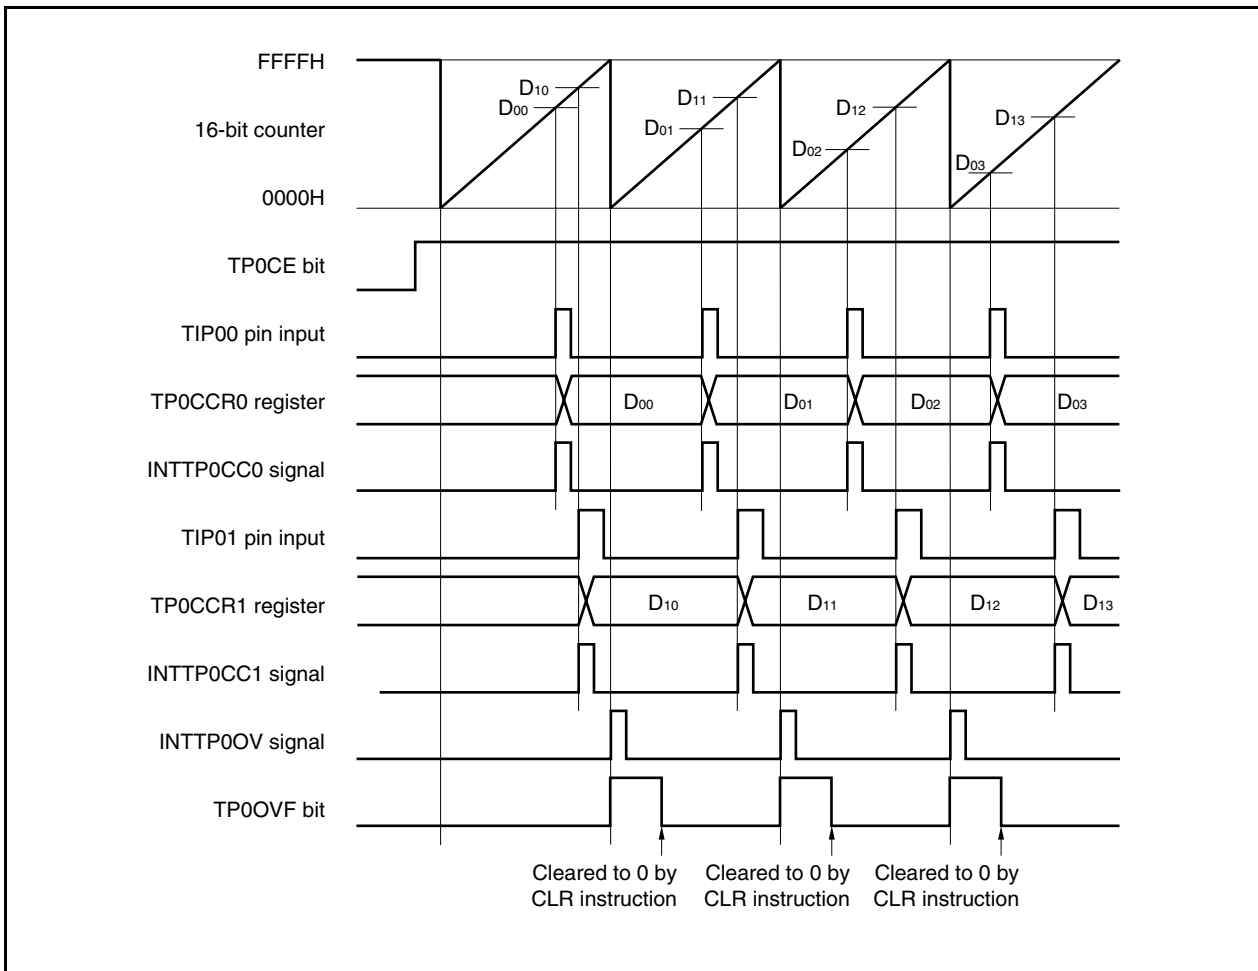 FFFFH
D10
D00
D11
D01
D12
D02
D13
D03
16-bit counter
0000H
TP0CE bit
TIP00 pin input
TP0CCR0 register
D00
D01
D02
D03
INTTP0CC0 signal
TIP01 pin input
TP0CCR1 register
D10
D11
D12
D13
INTTP0CC1 signal
INTTP0OV signal
TP0OVF bit
Cleared to 0 by
CLR instruction
Cleared to 0 by
CLR instruction
Cleared to 0 by
CLR instruction